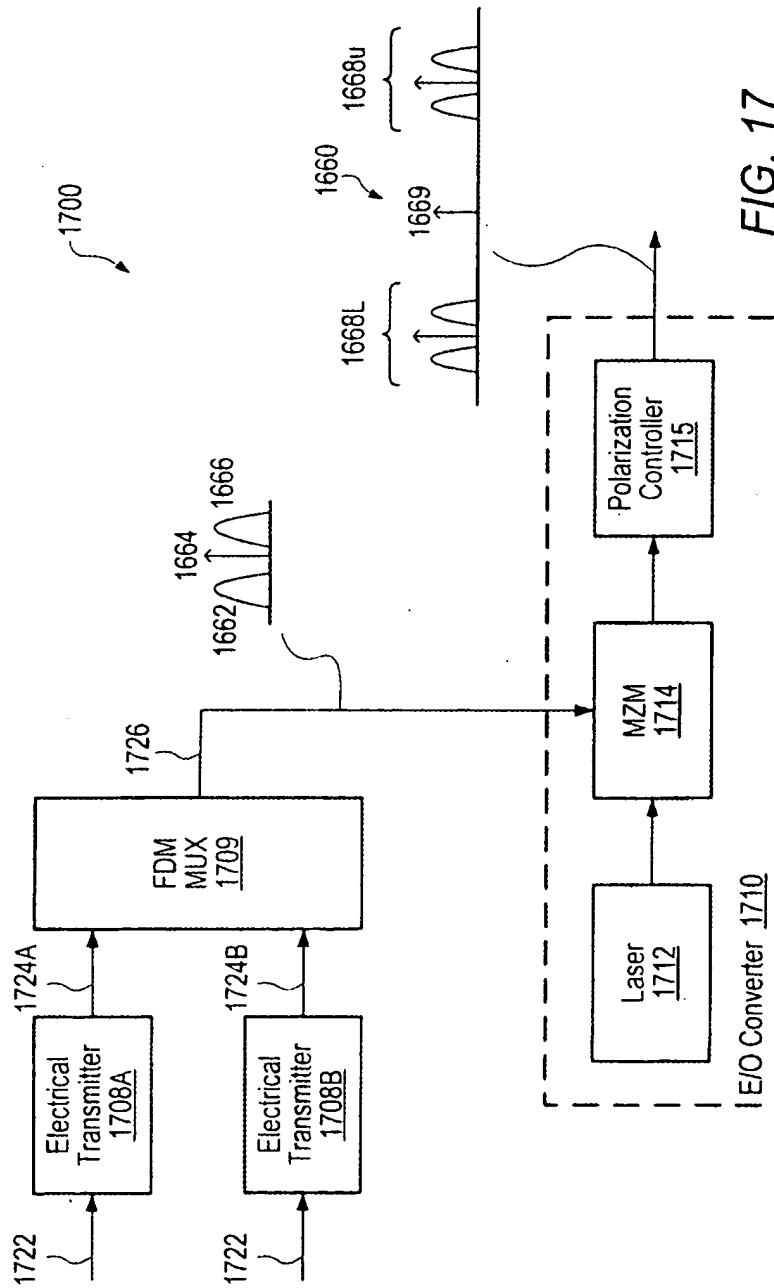 1700
1722
Electrical
Transmitter
1708A
1724A
1722
Electrical
Transmitter
1708B
1724B
FDM
MUX
1709
1726
1662
1664
1666
Laser
1712
MZM
1714
Polarization
Controller
1715
E/O Converter 1710
1668L
1669
1660
1668u
FIG. 17